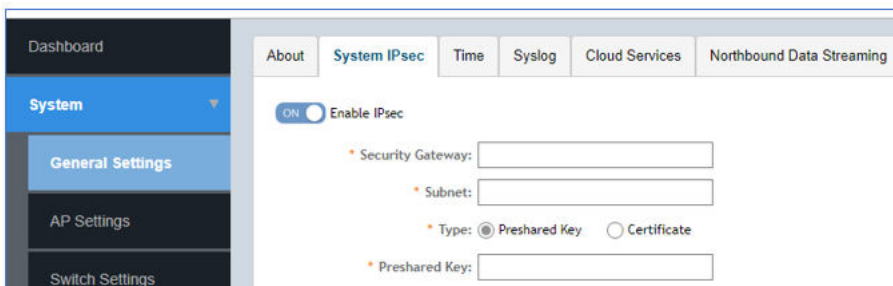 Dashboard
System
General Settings
AP Settings
Switch Settings
About System IPsec Time Syslog Cloud Services Northbound Data Streaming
ON Enable IPsec
* Security Gateway:
* Subnet:
* Type: Preshared Key Certificate
* Preshared Key: